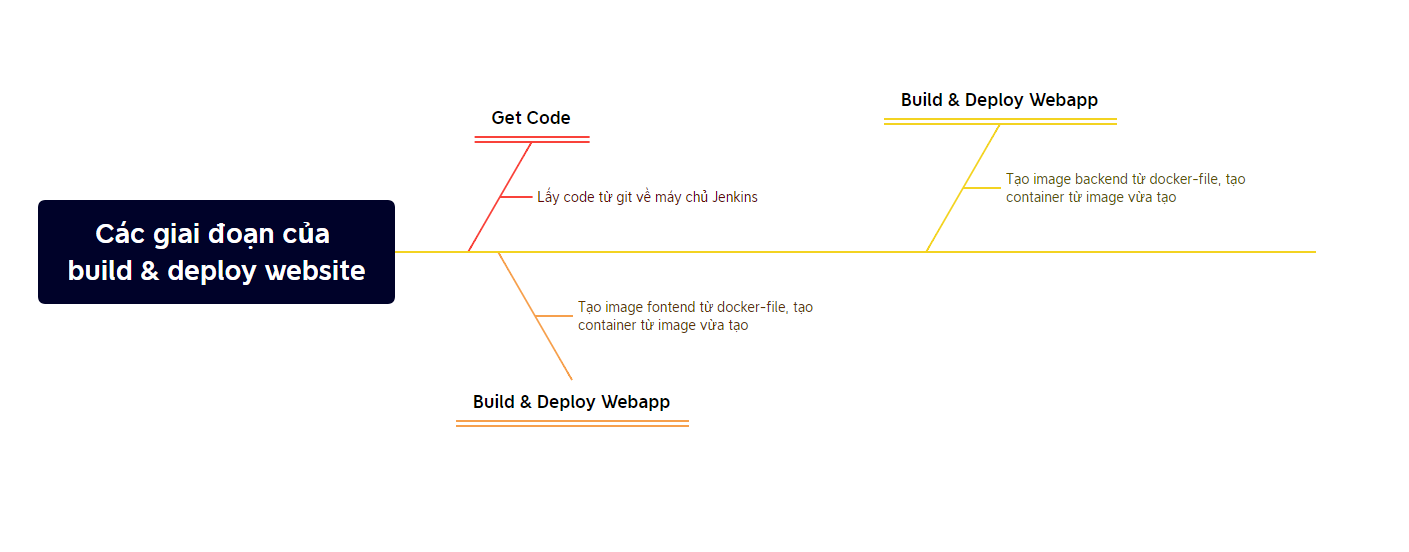 Các giai đoạn của
build & deploy website
Get Code
Lấy code từ git về máy chủ Jenkins
Build & Deploy Webapp
Tạo image fontend từ docker-file, tạo
container từ image vừa tạo
Build & Deploy Webapp
Tạo image backend từ docker-file, tạo
container từ image vừa tạo